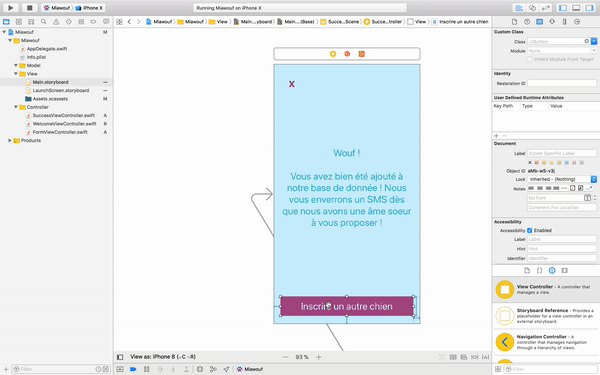 Miawouf
iPhone X
Running Miawouf on iPhone X
Miawouf
Miawouf
AppDelegate.swift
Info.plist
Model
View
Main.storyboard
LaunchScreen.storyboard
Assets.xcassets
Controller
SuccessViewController.swift
WelcomeViewController.swift
FormViewController.swift
Products
Filter
Miawouf
Miawouf
View
Main....yboard
Main....(Base)
Succe...Scene
Succe...troller
View
Inscrire un autre chien
X
Wouf !
Vous avez bien été ajouté à
notre base de donnée ! Nous
vous enverrons un SMS dès
que nous avons une âme soeur
à vous proposer !
Inscrire un autre chien
View as: iPhone 8
93 %
Miawouf
Custom Class
Class
UIButton
Module
None
Inherit Module From Target
Identity
Restoration ID
User Defined Runtime Attributes
Key Path
Type
Value
Document
Label
Xcode Specific Label
Object ID
aMb-wS-v3j
Lock
Inherited - (Nothing)
Notes
No Font
Comment For Localizer
Accessibility
Accessibility
Enabled
Label
Label
Hint
Hint
Identifier
Identifier
View Controller - A controller that
manages a view.
Storyboard Reference - Provides a
placeholder for a view controller in an
external storyboard.
Navigation Controller - A
controller that manages navigation
through a hierarchy of views.
Filter